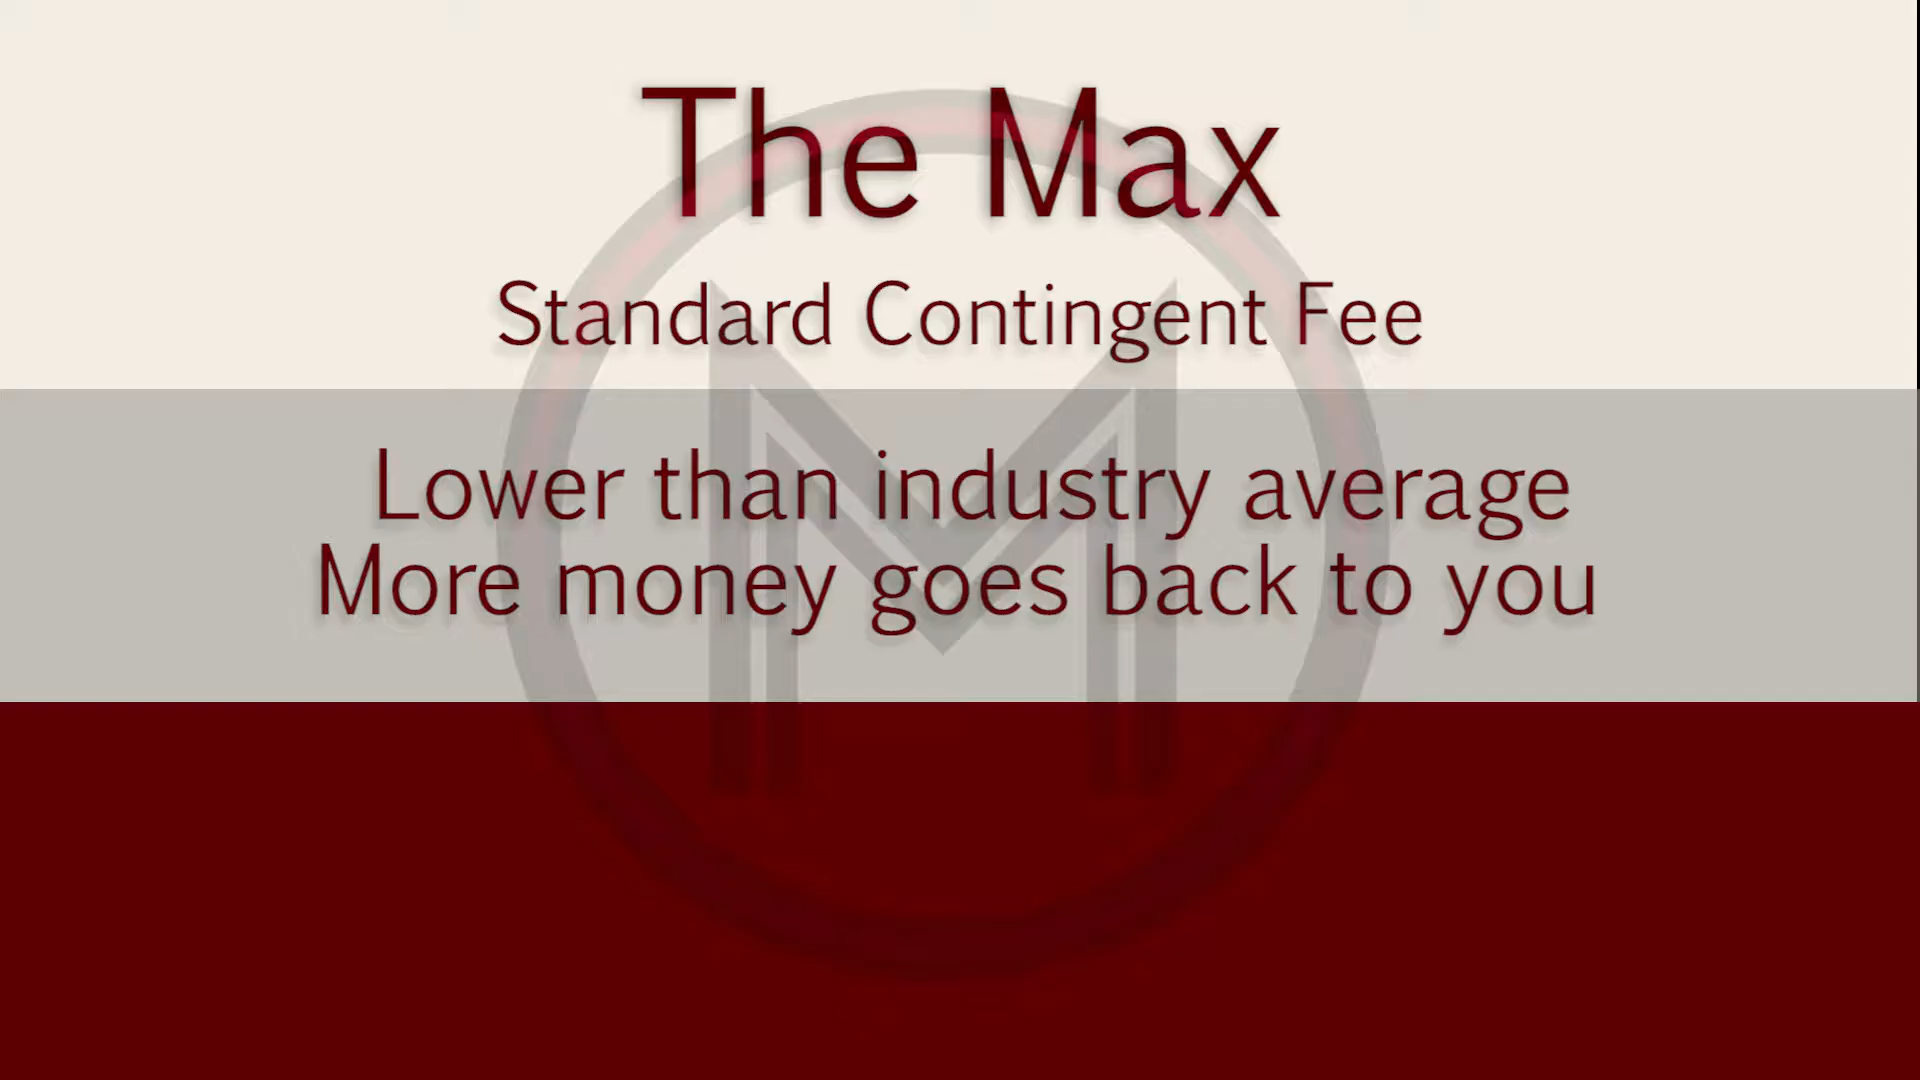 The Max
Standard Contingent Fee
Lower than industry average
More money goes back to you
M